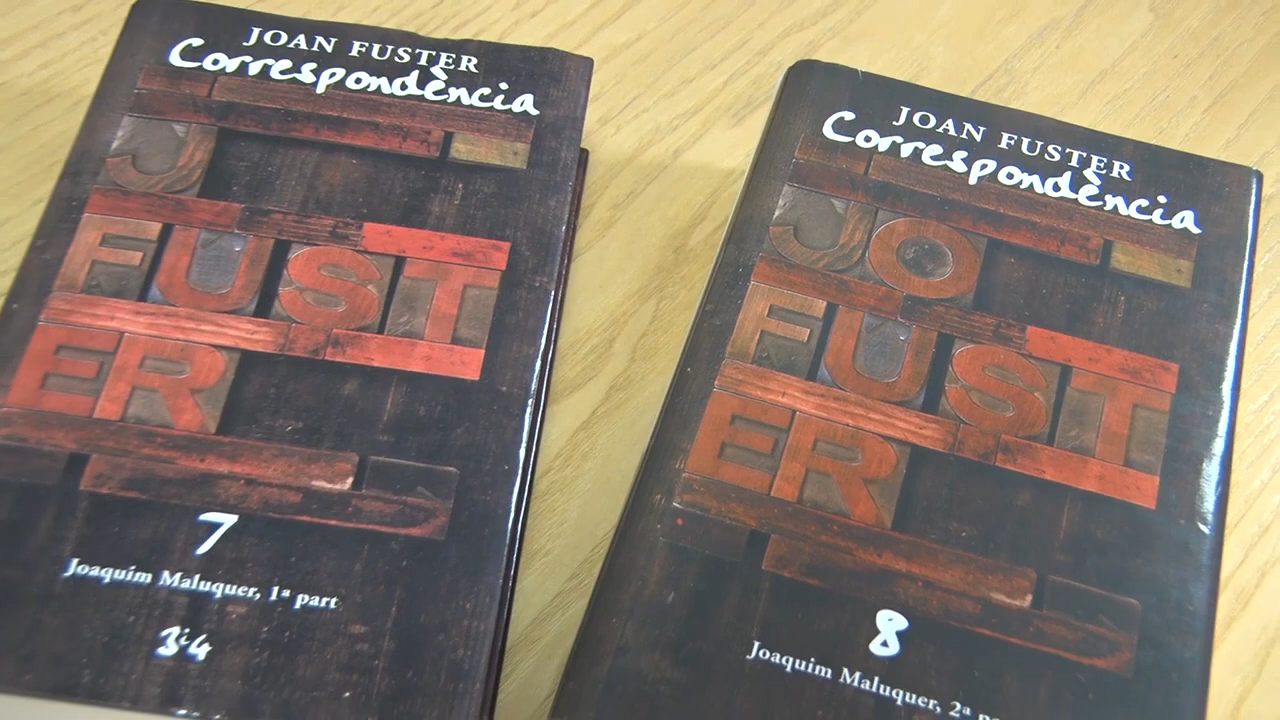 JOAN FUSTER
Correspondència
J
FUST
ER
7
Joaquim Maluquer, 1ª part
3i4
JOAN FUSTER
Correspondència
JO
FUST
ER
8
Joaquim Maluquer, 2ª